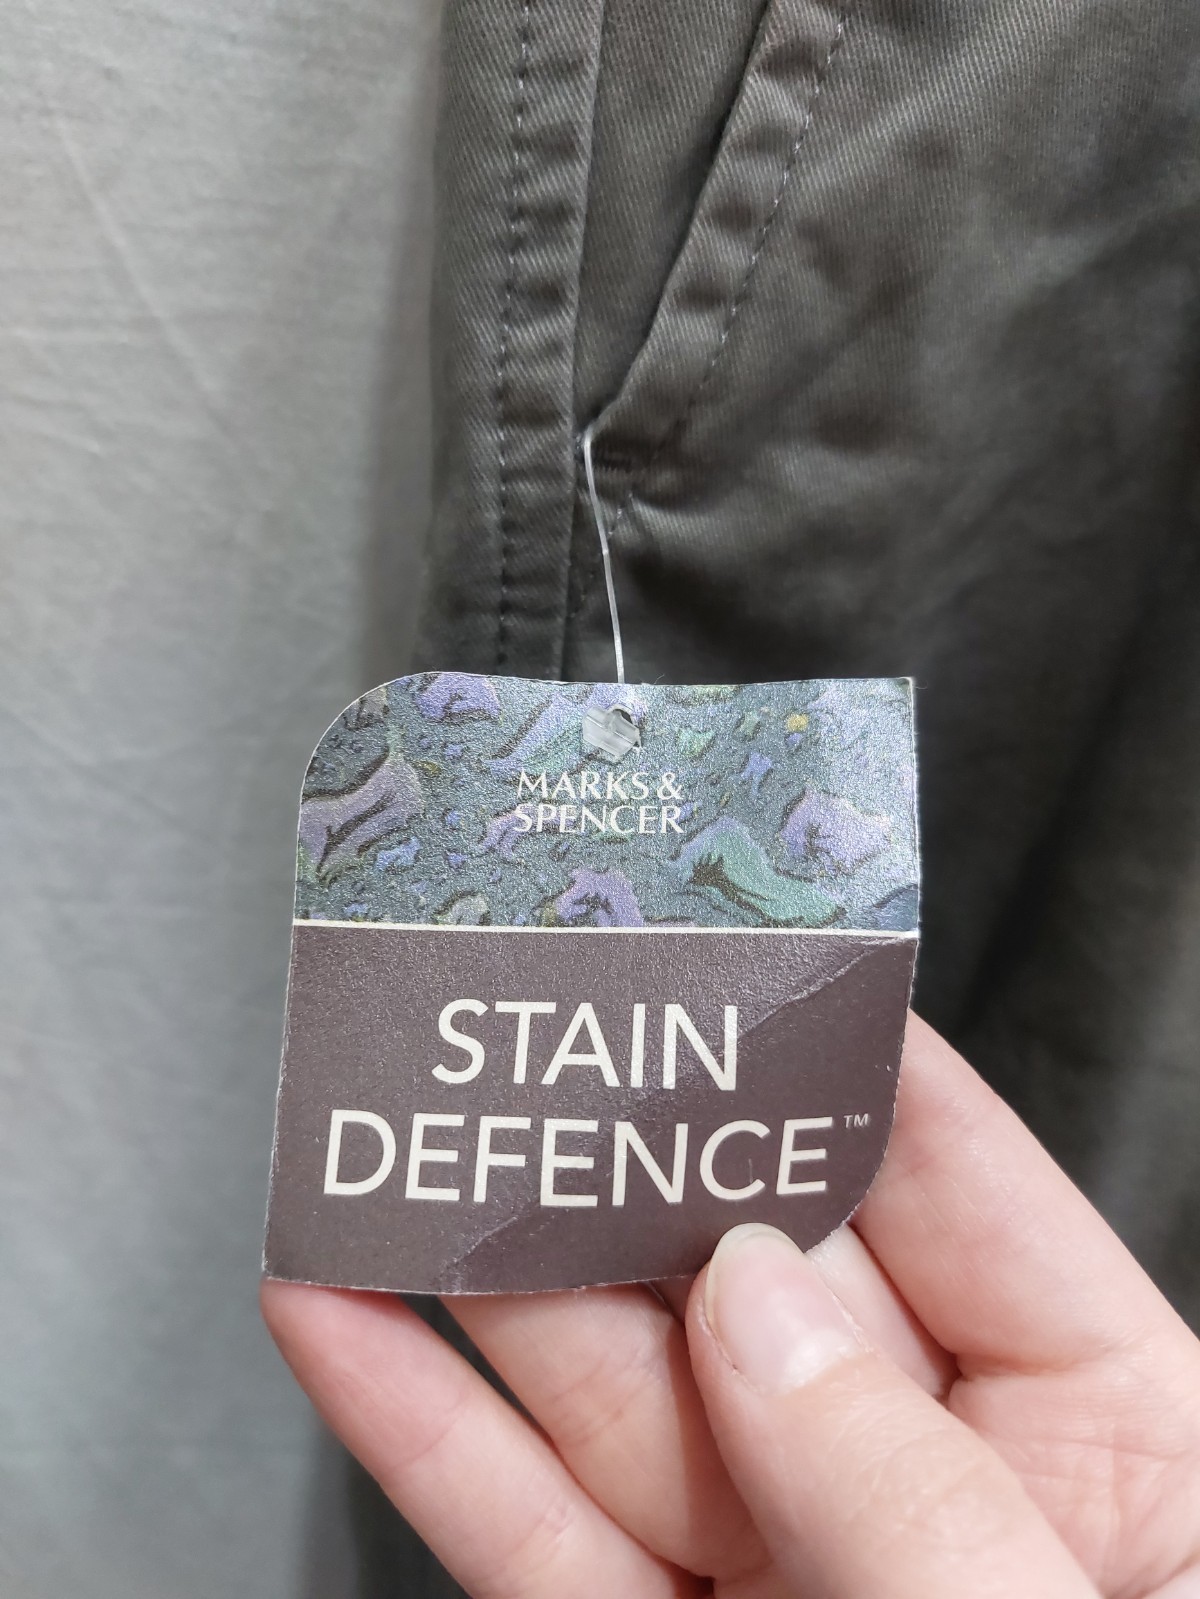 MARKS &
SPENCER
STAIN
DEFENCE™